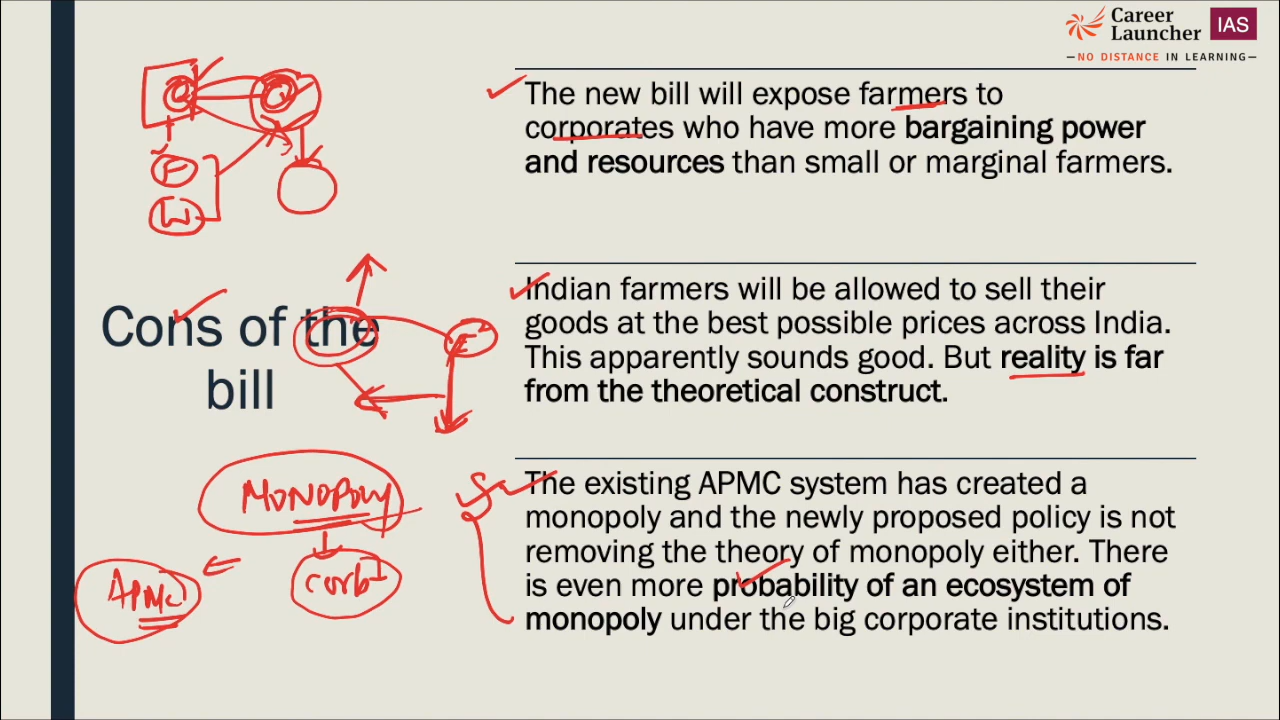 Career
Launcher IAS
NO DISTANCE IN LEARNING
The new bill will expose farmers to
corporates who have more bargaining power
and resources than small or marginal farmers.
Cons of the
bill
Indian farmers will be allowed to sell their
goods at the best possible prices across India.
This apparently sounds good. But reality is far
from the theoretical construct.
The existing APMC system has created a
monopoly and the newly proposed policy is not
removing the theory of monopoly either. There
is even more probability of an ecosystem of
monopoly under the big corporate institutions.
F
W
MONOPOLY
APMC